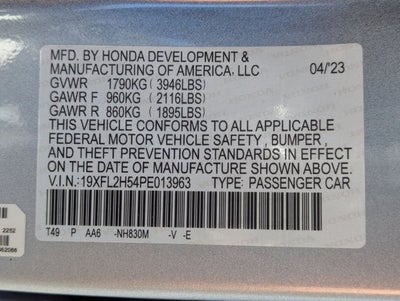 MFD. BY HONDA DEVELOPMENT &
MANUFACTURING OF AMERICA, LLC 04/'23
GVWR 1790KG (3946LBS)
GAWR F 960KG (2116LBS)
GAWR R 860KG (1895LBS)
THIS VEHICLE CONFORMS TO ALL APPLICABLE
FEDERAL MOTOR VEHICLE SAFETY , BUMPER ,
AND THEFT PREVENTION STANDARDS IN EFFECT
ON THE DATE OF MANUFACTURE SHOWN ABOVE.
V.I.N.:19XFL2H54PE013963 TYPE: PASSENGER CAR
T49 P AA6 -NH830M -V -E
2252